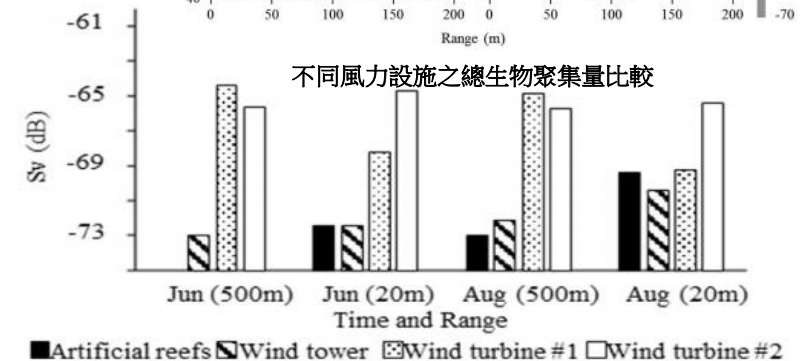 0 50 100 150 200 0 50 100 150 200 -70
Range (m)
不同風力設施之總生物聚集量比較
-61
-65
-69
-73
Sv (dB)
Jun (500m) Jun (20m) Aug (500m) Aug (20m)
Time and Range
Artificial reefs Wind tower Wind turbine #1 Wind turbine #2